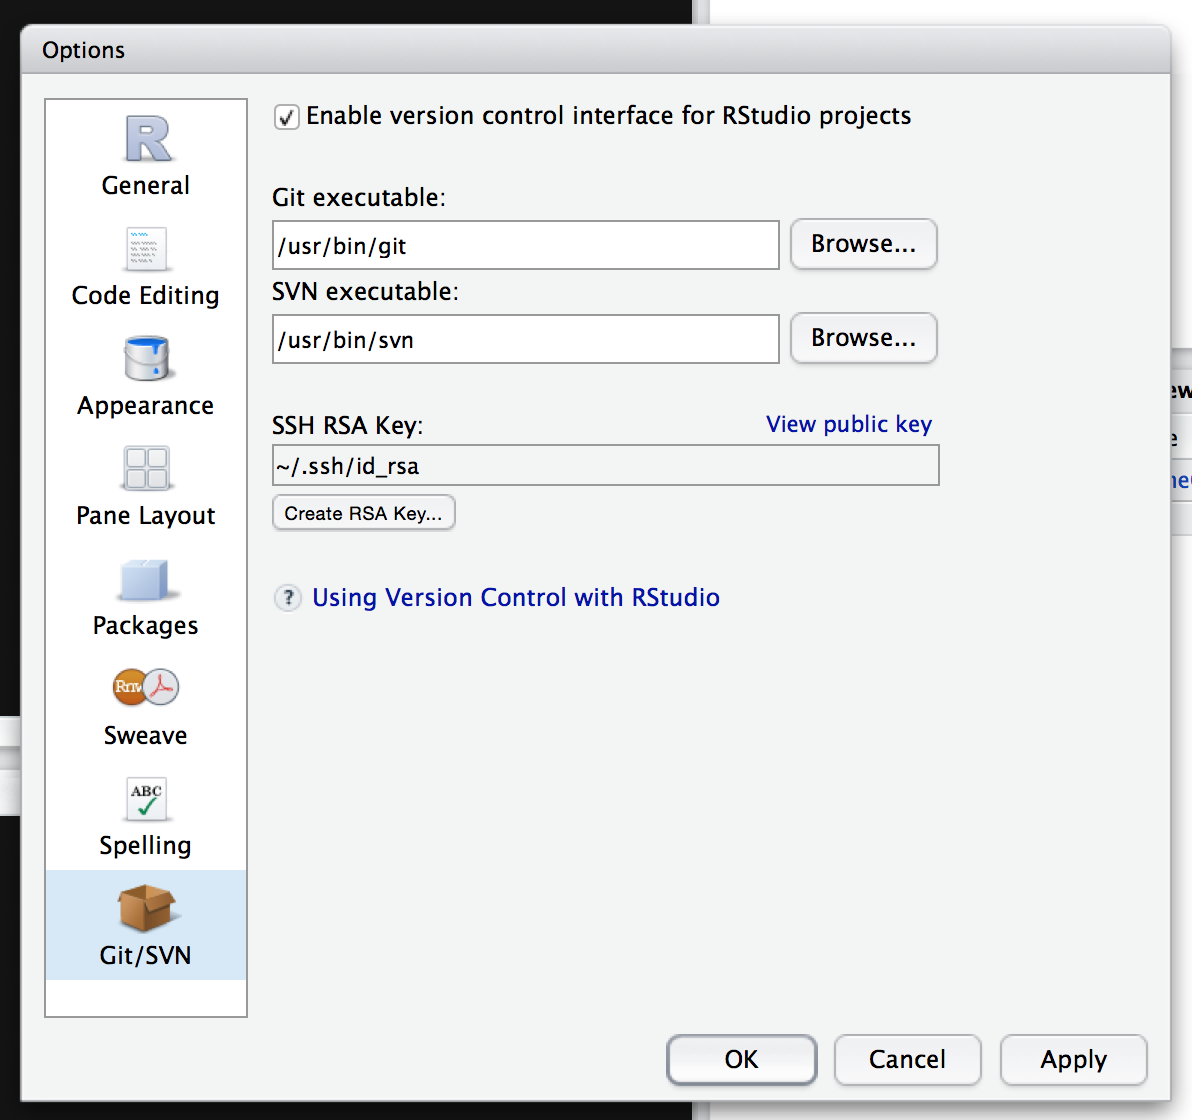 Options
R
General
Code Editing
Appearance
Pane Layout
Packages
Rnw
Sweave
ABC
Spelling
Git/SVN
Enable version control interface for RStudio projects
Git executable:
/usr/bin/git
Browse...
SVN executable:
/usr/bin/svn
Browse...
SSH RSA Key:
View public key
~/.ssh/id_rsa
Create RSA Key...
? Using Version Control with RStudio
OK
Cancel
Apply